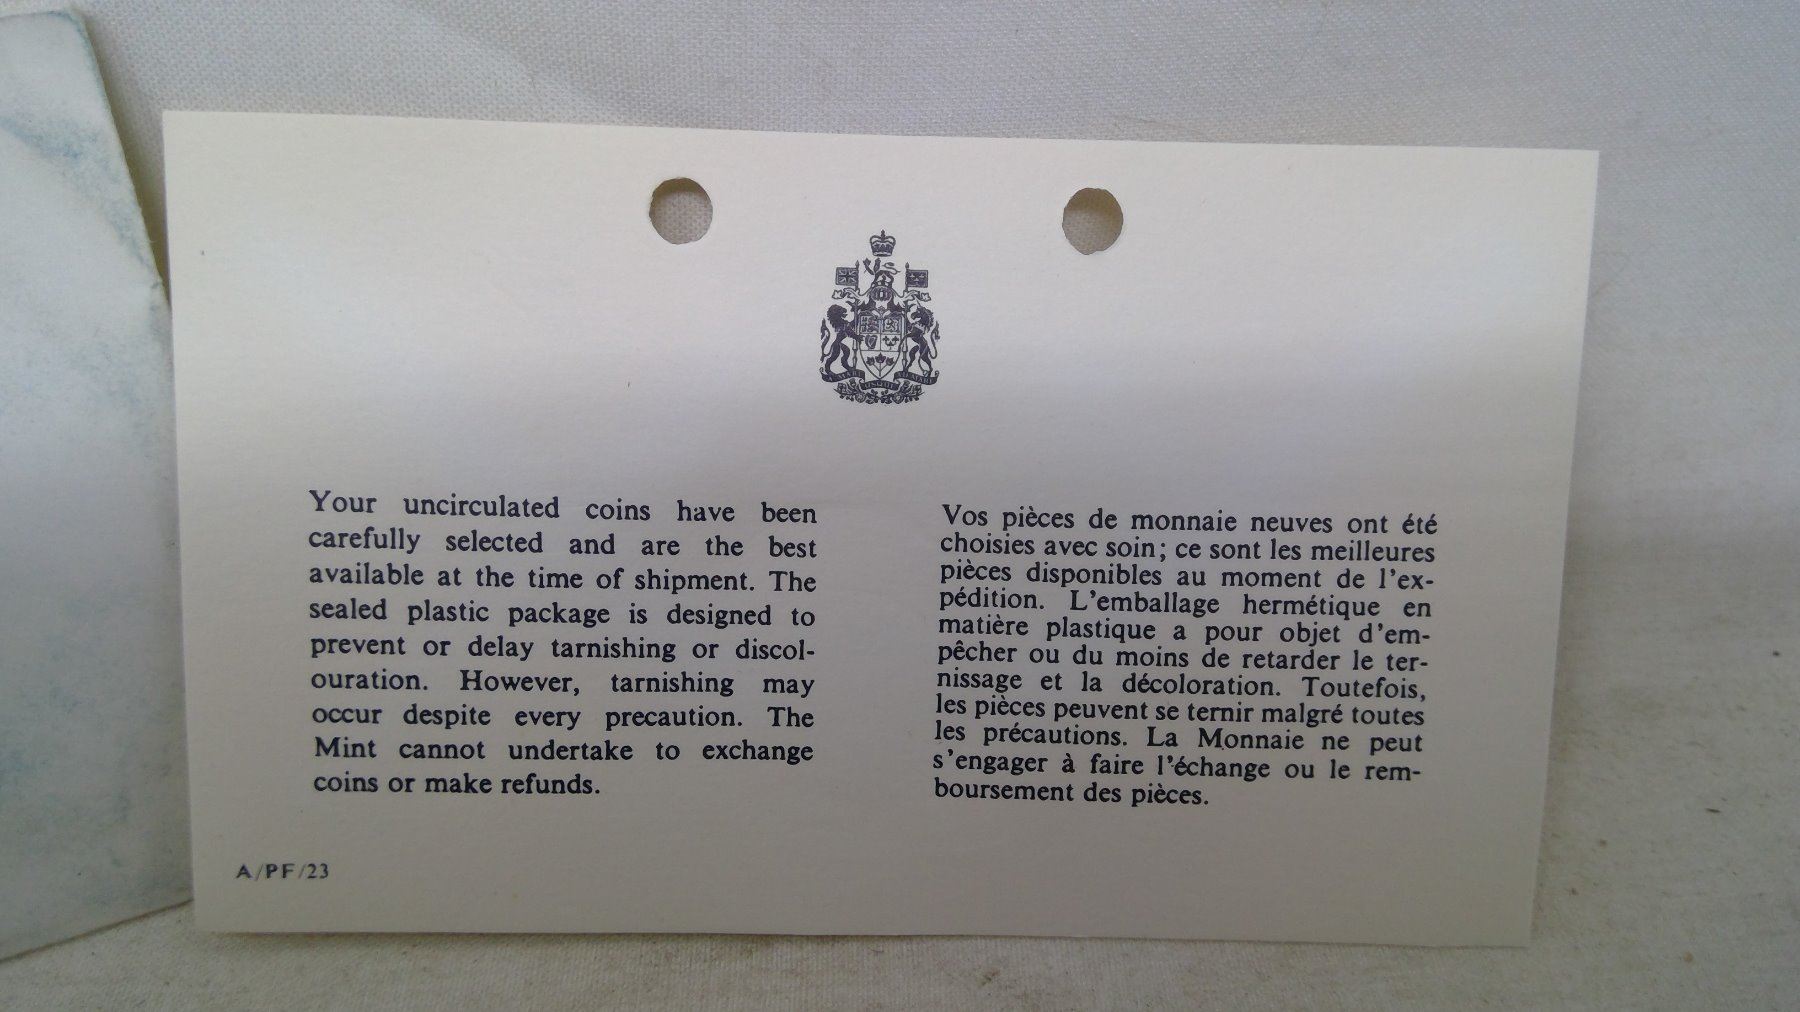 Your uncirculated coins have been
carefully selected and are the best
available at the time of shipment. The
sealed plastic package is designed to
prevent or delay tarnishing or discol-
ouration. However, tarnishing may
occur despite every precaution. The
Mint cannot undertake to exchange
coins or make refunds.
Vos pièces de monnaie neuves ont été
choisies avec soin; ce sont les meilleures
pièces disponibles au moment de l'ex-
pédition. L'emballage hermétique en
matière plastique a pour objet d'em-
pêcher ou du moins de retarder le ter-
nissage et la décoloration. Toutefois,
les pièces peuvent se ternir malgré toutes
les précautions. La Monnaie ne peut
s'engager à faire l'échange ou le rem-
boursement des pièces.
A/PF/23